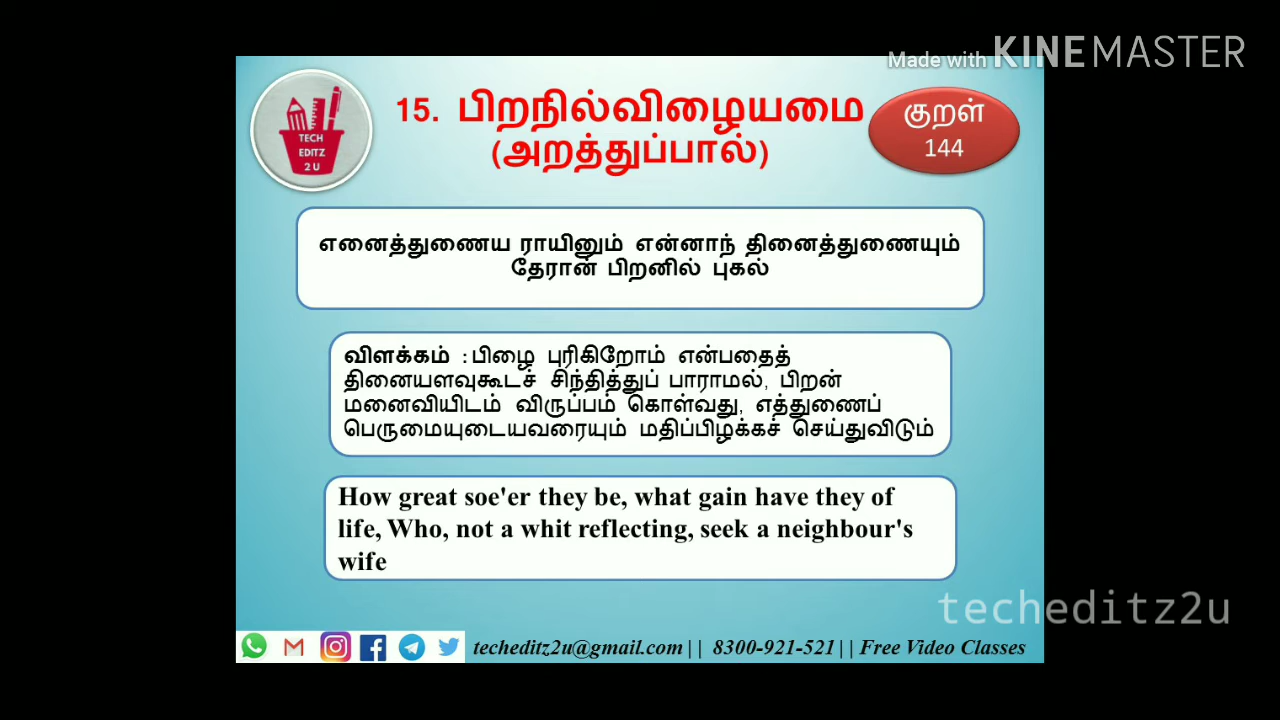 Made with KINEMASTER
TECH
EDITZ
2 U
15. பிறநில்விழையமை
(அறத்துப்பால்)
குறள்
144
எனைத்துணைய ராயினும் என்னாந் தினைத்துணையும்
தேரான் பிறனில் புகல்
விளக்கம் :பிழை புரிகிறோம் என்பதைத்
தினையளவுகூடச் சிந்தித்துப் பாராமல், பிறன்
மனைவியிடம் விருப்பம் கொள்வது, எத்துணைப்
பெருமையுடையவரையும் மதிப்பிழக்கச் செய்துவிடும்
How great soe'er they be, what gain have they of
life, Who, not a whit reflecting, seek a neighbour's
wife
techeditz2u
techeditz2u@gmail.com|| 8300-921-521||Free Video Classes